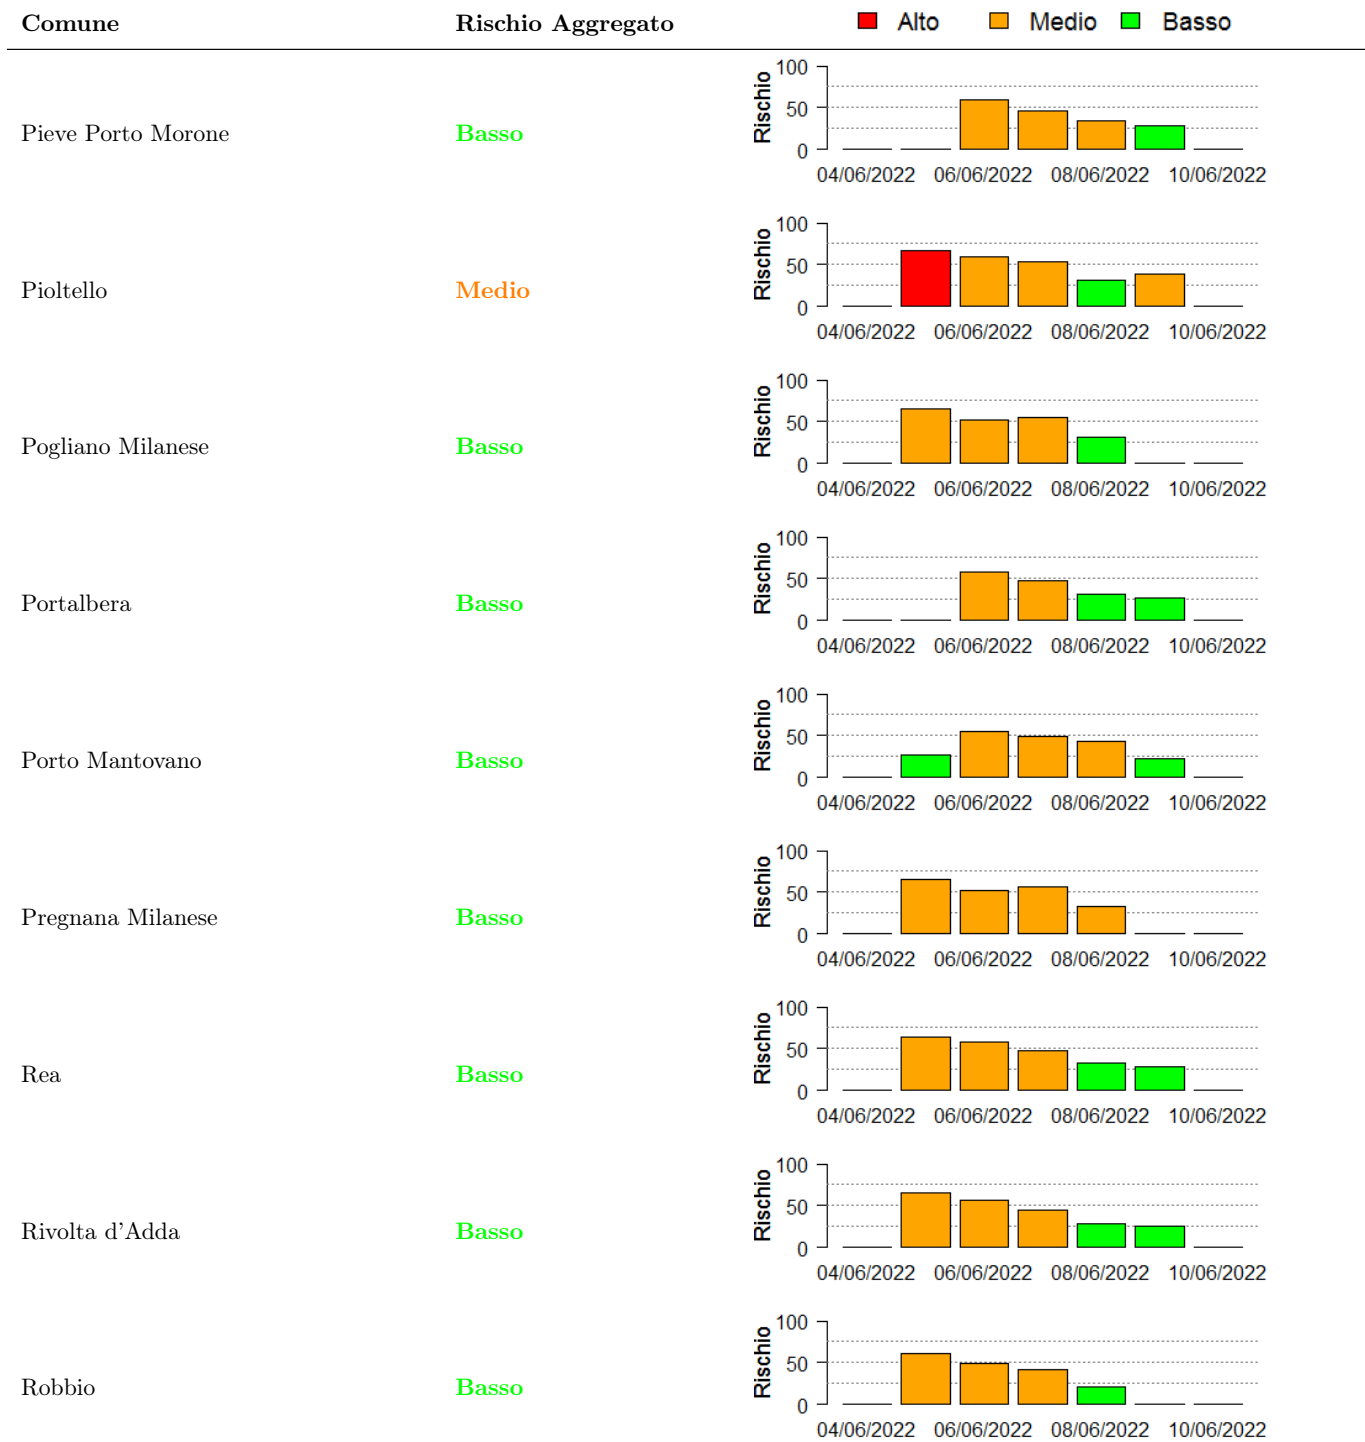 Comune Rischio Aggregato Alto Medio Basso
100
50
0
Rischio
Pieve Porto Morone Basso
04/06/2022 06/06/2022 08/06/2022 10/06/2022
100
50
0
Rischio
Pioltello Medio
04/06/2022 06/06/2022 08/06/2022 10/06/2022
100
50
0
Rischio
Pogliano Milanese Basso
04/06/2022 06/06/2022 08/06/2022 10/06/2022
100
50
0
Rischio
Portalbera Basso
04/06/2022 06/06/2022 08/06/2022 10/06/2022
100
50
0
Rischio
Porto Mantovano Basso
04/06/2022 06/06/2022 08/06/2022 10/06/2022
100
50
0
Rischio
Pregnana Milanese Basso
04/06/2022 06/06/2022 08/06/2022 10/06/2022
100
50
0
Rischio
Rea Basso
04/06/2022 06/06/2022 08/06/2022 10/06/2022
100
50
0
Rischio
Rivolta d'Adda Basso
04/06/2022 06/06/2022 08/06/2022 10/06/2022
100
50
0
Rischio
Robbio Basso
04/06/2022 06/06/2022 08/06/2022 10/06/2022